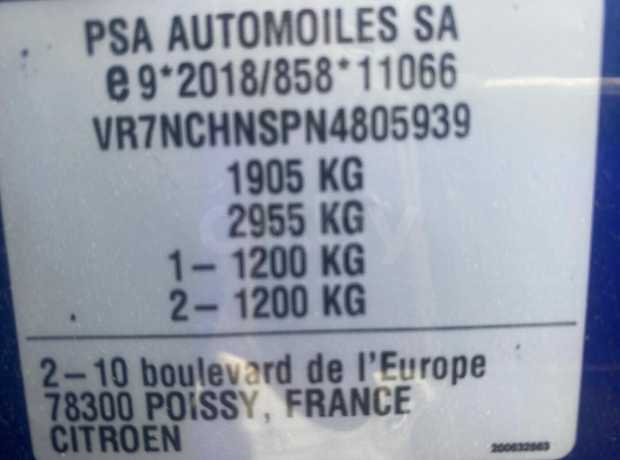 PSA AUTOMOILES SA
e9*2018/858*11066
VR7NCHNSPN4805939
1905 KG
2955 KG
1- 1200 KG
2- 1200 KG
2-10 boulevard de l'Europe
78300 POISSY, FRANCE
CITROEN